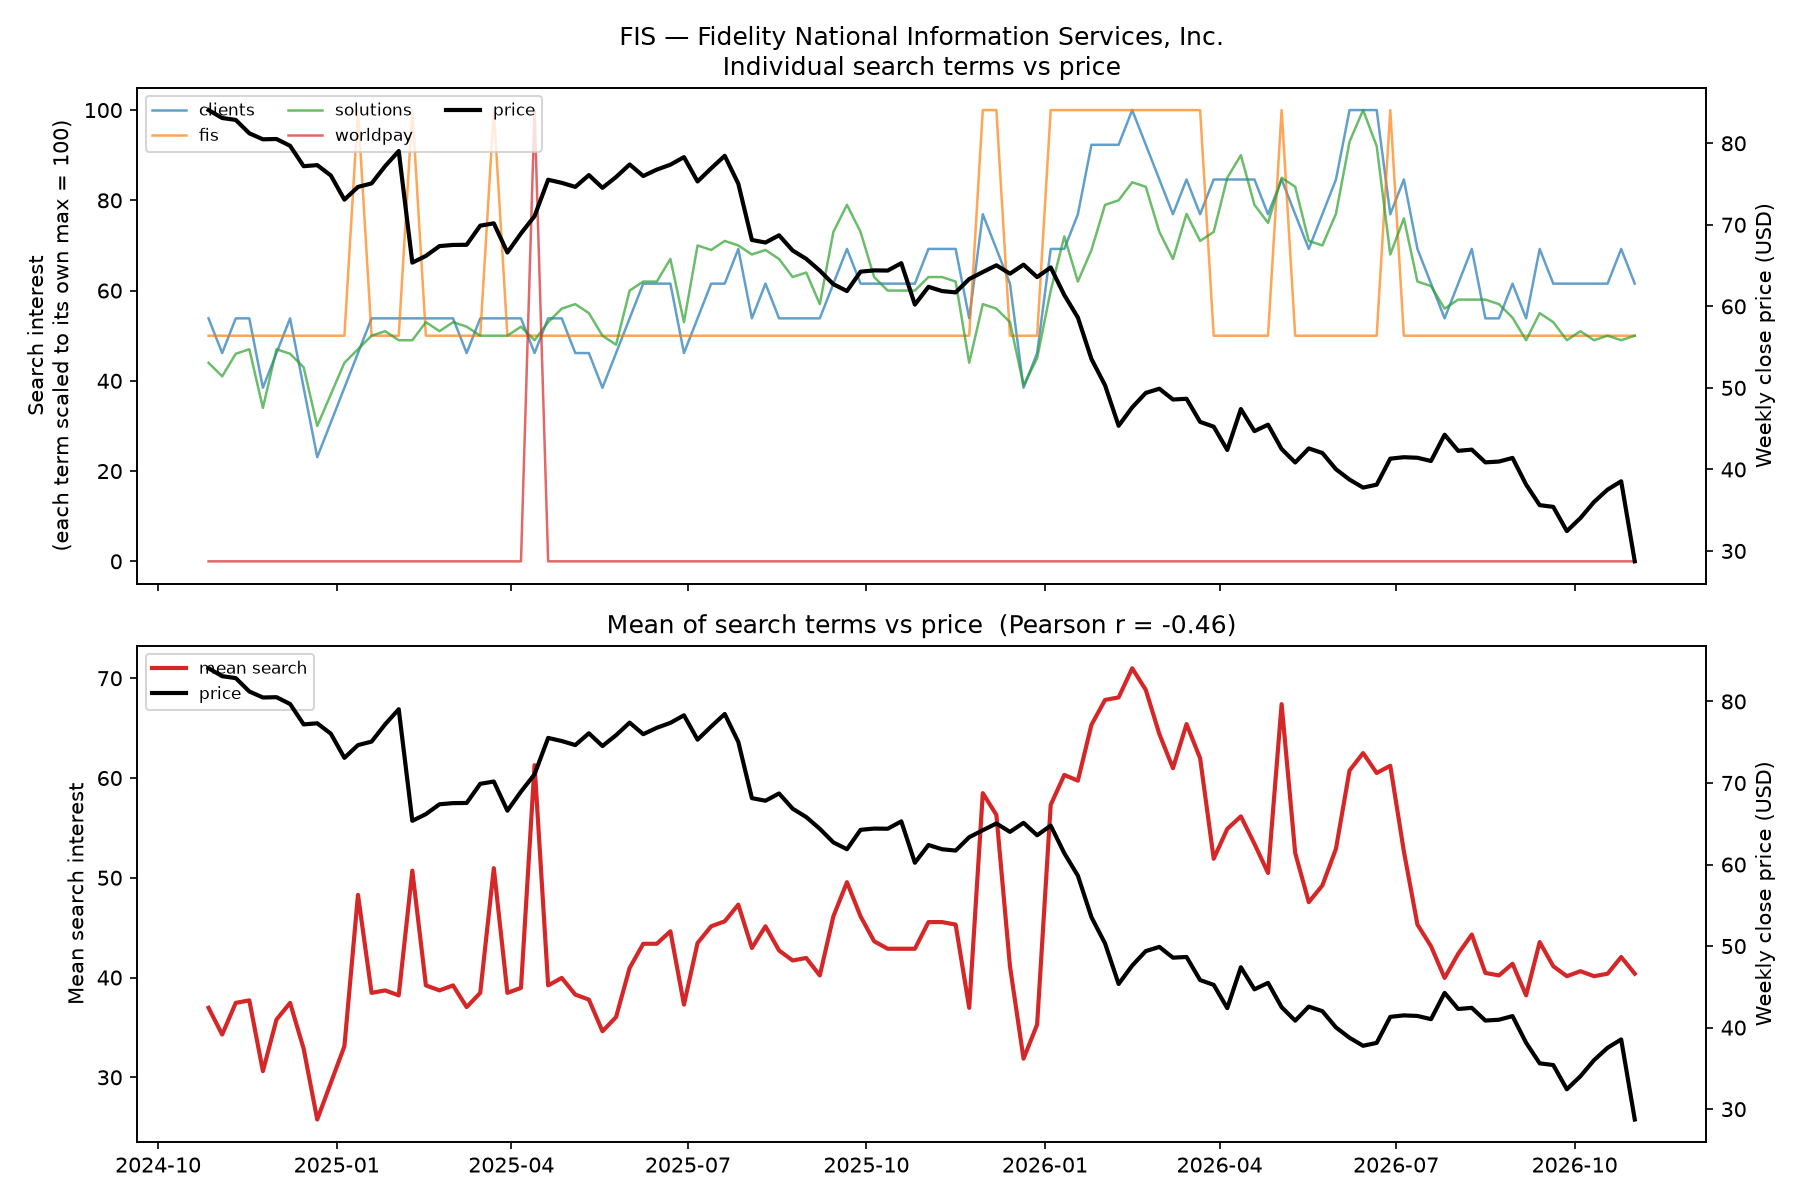 FIS — Fidelity National Information Services, Inc.
Individual search terms vs price
clients
fis
solutions
worldpay
price
Search interest
(each term scaled to its own max = 100)
100
80
60
40
20
0
Weekly close price (USD)
80
70
60
50
40
30
Mean of search terms vs price (Pearson r = -0.46)
mean search
price
Mean search interest
70
60
50
40
30
Weekly close price (USD)
80
70
60
50
40
30
2024-10
2025-01
2025-04
2025-07
2025-10
2026-01
2026-04
2026-07
2026-10